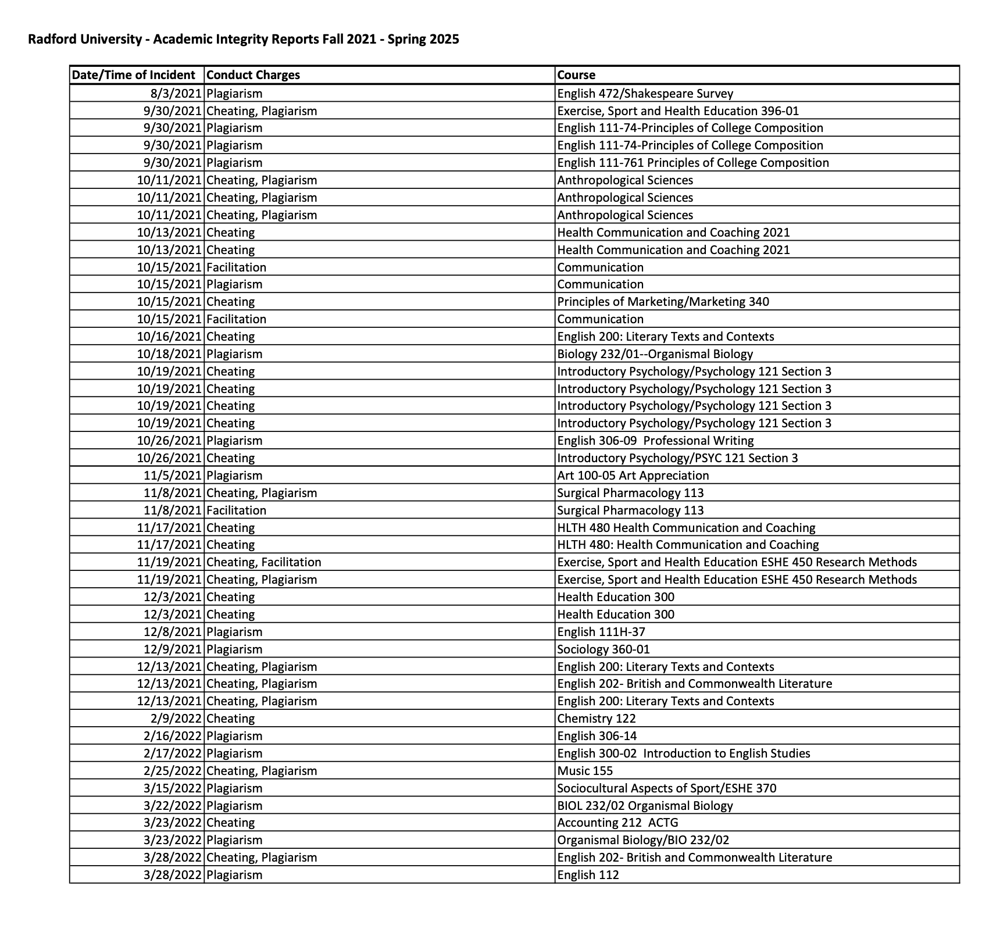 Radford University - Academic Integrity Reports Fall 2021 - Spring 2025
Date/Time of Incident Conduct Charges Course
8/3/2021 Plagiarism English 472/Shakespeare Survey
9/30/2021 Cheating, Plagiarism Exercise, Sport and Health Education 396-01
9/30/2021 Plagiarism English 111-74-Principles of College Composition
9/30/2021 Plagiarism English 111-74-Principles of College Composition
9/30/2021 Plagiarism English 111-761 Principles of College Composition
10/11/2021 Cheating, Plagiarism Anthropological Sciences
10/11/2021 Cheating, Plagiarism Anthropological Sciences
10/11/2021 Cheating, Plagiarism Anthropological Sciences
10/13/2021 Cheating Health Communication and Coaching 2021
10/13/2021 Cheating Health Communication and Coaching 2021
10/15/2021 Facilitation Communication
10/15/2021 Plagiarism Communication
10/15/2021 Cheating Principles of Marketing/Marketing 340
10/15/2021 Facilitation Communication
10/16/2021 Cheating English 200: Literary Texts and Contexts
10/18/2021 Plagiarism Biology 232/01--Organismal Biology
10/19/2021 Cheating Introductory Psychology/Psychology 121 Section 3
10/19/2021 Cheating Introductory Psychology/Psychology 121 Section 3
10/19/2021 Cheating Introductory Psychology/Psychology 121 Section 3
10/19/2021 Cheating Introductory Psychology/Psychology 121 Section 3
10/26/2021 Plagiarism English 306-09  Professional Writing
10/26/2021 Cheating Introductory Psychology/PSYC 121 Section 3
11/5/2021 Plagiarism Art 100-05 Art Appreciation
11/8/2021 Cheating, Plagiarism Surgical Pharmacology 113
11/8/2021 Facilitation Surgical Pharmacology 113
11/17/2021 Cheating HLTH 480 Health Communication and Coaching
11/17/2021 Cheating HLTH 480: Health Communication and Coaching
11/19/2021 Cheating, Facilitation Exercise, Sport and Health Education ESHE 450 Research Methods
11/19/2021 Cheating, Plagiarism Exercise, Sport and Health Education ESHE 450 Research Methods
12/3/2021 Cheating Health Education 300
12/3/2021 Cheating Health Education 300
12/8/2021 Plagiarism English 111H-37
12/9/2021 Plagiarism Sociology 360-01
12/13/2021 Cheating, Plagiarism English 200: Literary Texts and Contexts
12/13/2021 Cheating, Plagiarism English 202- British and Commonwealth Literature
12/13/2021 Cheating, Plagiarism English 200: Literary Texts and Contexts
2/9/2022 Cheating Chemistry 122
2/16/2022 Plagiarism English 306-14
2/17/2022 Plagiarism English 300-02  Introduction to English Studies
2/25/2022 Cheating, Plagiarism Music 155
3/15/2022 Plagiarism Sociocultural Aspects of Sport/ESHE 370
3/22/2022 Plagiarism BIOL 232/02 Organismal Biology
3/23/2022 Cheating Accounting 212  ACTG
3/23/2022 Plagiarism Organismal Biology/BIO 232/02
3/28/2022 Cheating, Plagiarism English 202- British and Commonwealth Literature
3/28/2022 Plagiarism English 112